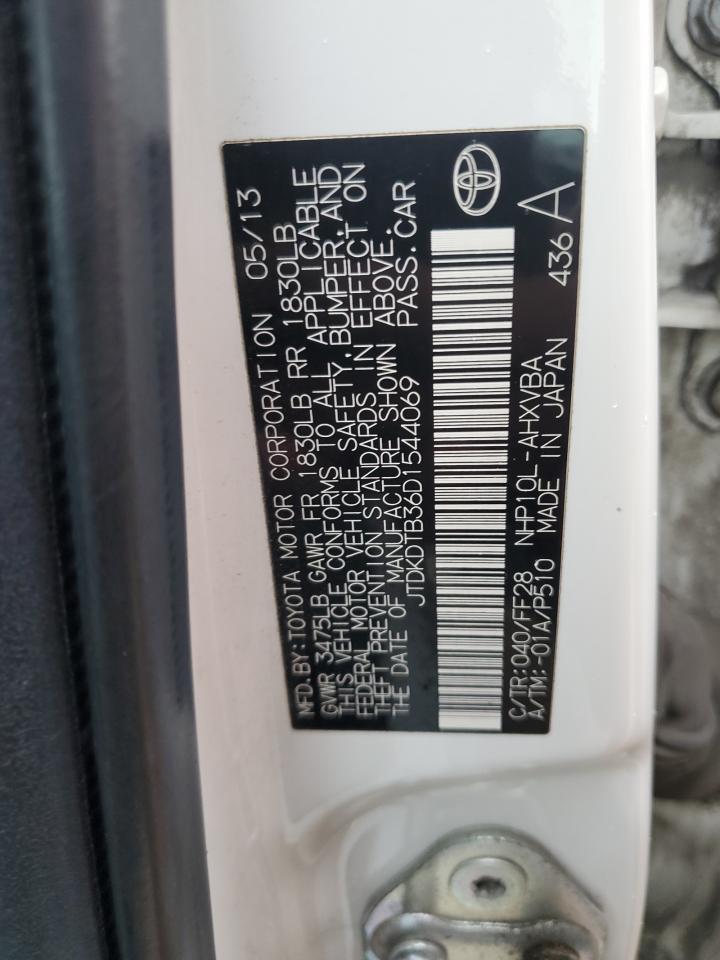 MFD.BY:TOYOTA MOTOR CORPORATION 05/13
GVWR 3475LB GAWR FR 1830LB RR 1830LB
THIS VEHICLE CONFORMS TO ALL APPLICABLE
FEDERAL MOTOR VEHICLE SAFETY, BUMPER, AND
THEFT PREVENTION STANDARDS IN EFFECT ON
THE DATE OF MANUFACTURE SHOWN ABOVE.
JTDKDTB36D1544069 PASS.CAR
C/TR:040/FF28 NHP10L-AHXVBA 436 A
A/TM:-01A/P510 MADE IN JAPAN